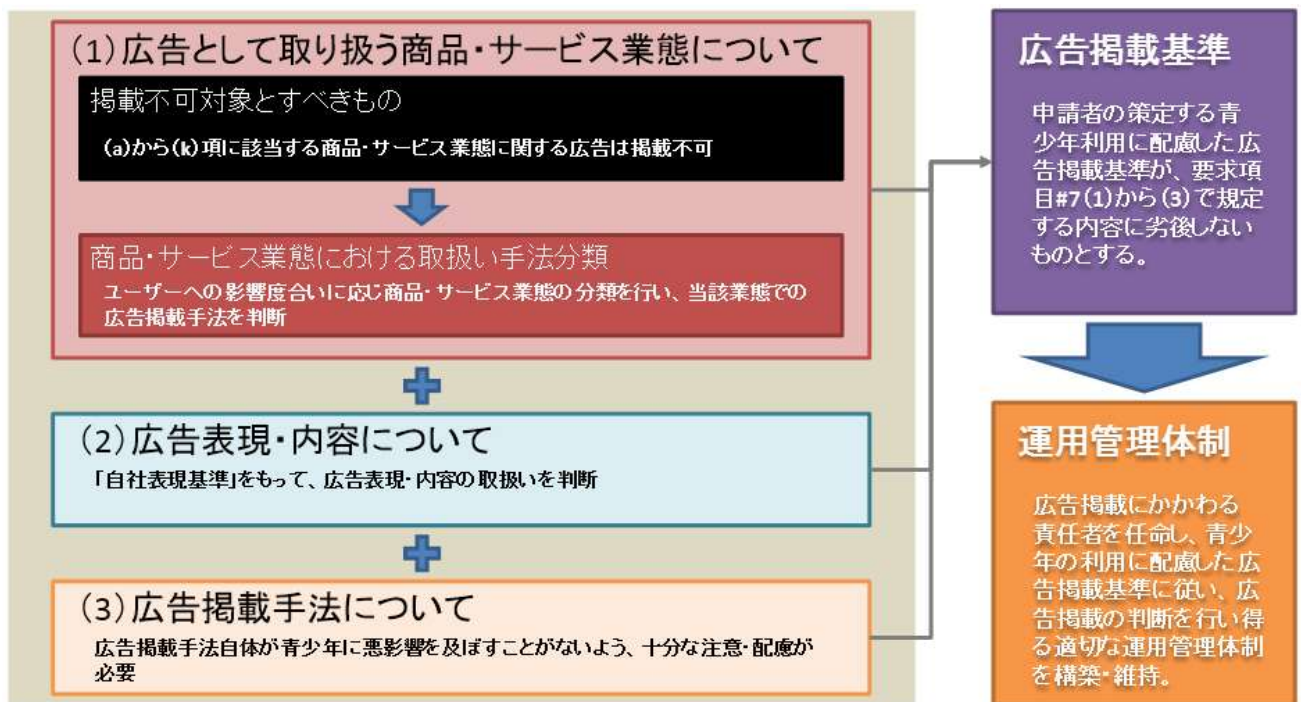 (1)広告として取り扱う商品・サービス業態について
掲載不可対象とすべきもの
(a)から(k)項に該当する商品・サービス業態に関する広告は掲載不可
商品・サービス業態における取扱い手法分類
ユーザーへの影響度合いに応じ商品・サービス業態の分類を行い、当該業態での
広告掲載手法を判断
(2)広告表現・内容について
「自社表現基準」をもって、広告表現・内容の取扱いを判断
(3)広告掲載手法について
広告掲載手法自体が青少年に悪影響を及ぼすことがないよう、十分な注意・配慮が
必要
広告掲載基準
申請者の策定する青
少年利用に配慮した広
告掲載基準が、要求項
目#7(1)から(3)で規定
する内容に劣後しない
ものとする。
運用管理体制
広告掲載にかかわる
責任者を任命し、青少
年の利用に配慮した広
告掲載基準に従い、広
告掲載の判断を行い得
る適切な運用管理体制
を構築・維持。